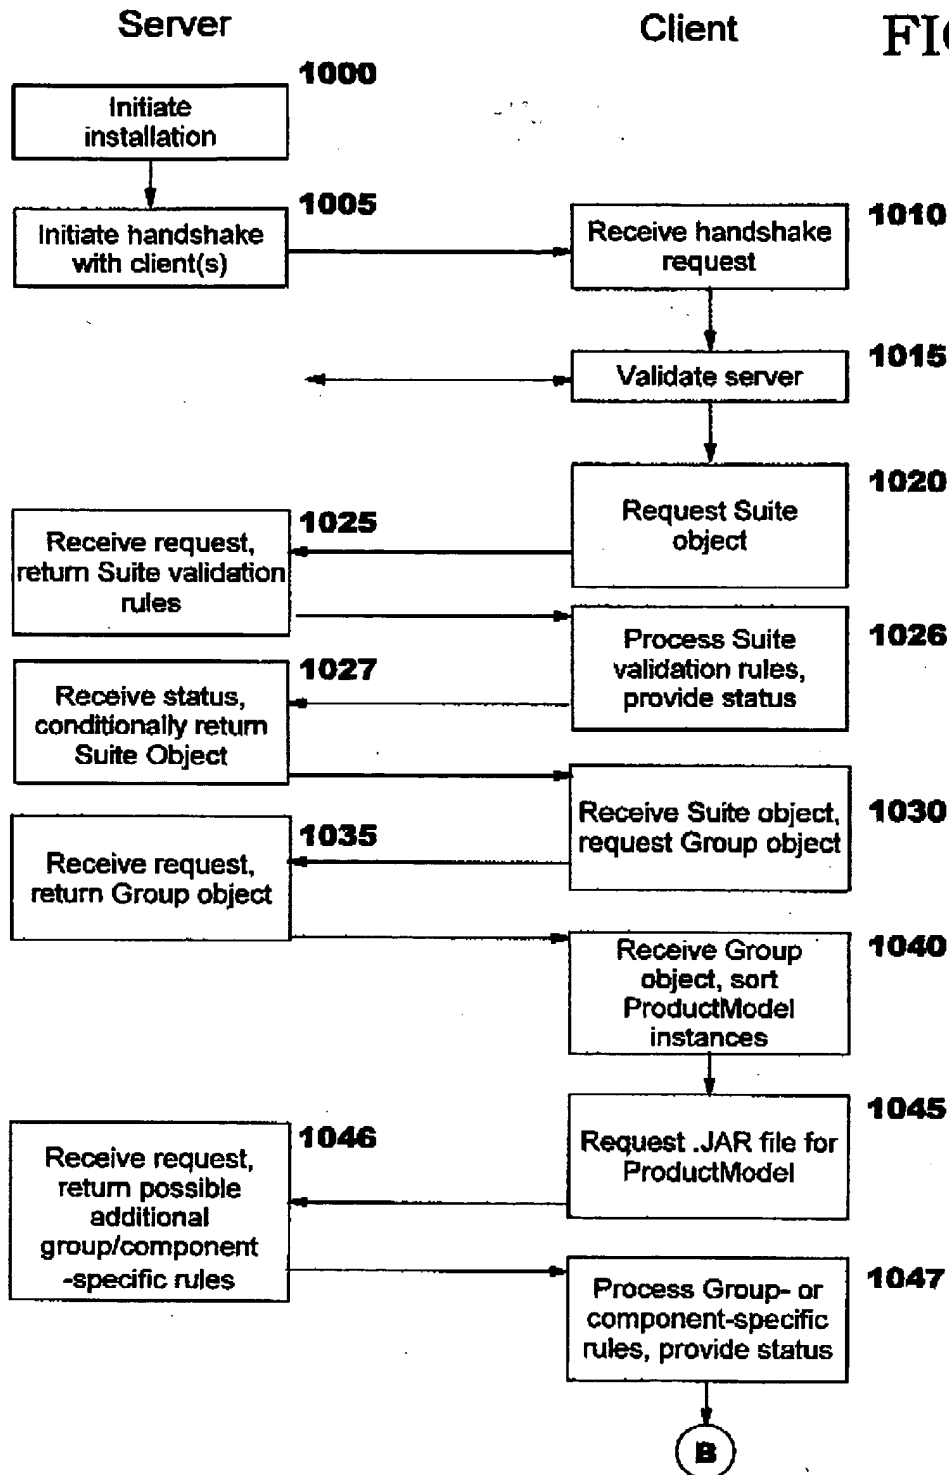 Server
Client
FIG
1000
Initiate
installation
1005
Initiate handshake
with client(s)
1010
Receive handshake
request
1015
Validate server
1020
Request Suite
object
1025
Receive request,
return Suite validation
rules
1026
Process Suite
validation rules,
provide status
1027
Receive status,
conditionally return
Suite Object
1030
Receive Suite object,
request Group object
1035
Receive request,
return Group object
1040
Receive Group
object, sort
ProductModel
instances
1045
Request .JAR file for
ProductModel
1046
Receive request,
return possible
additional
group/component
-specific rules
1047
Process Group- or
component-specific
rules, provide status
B